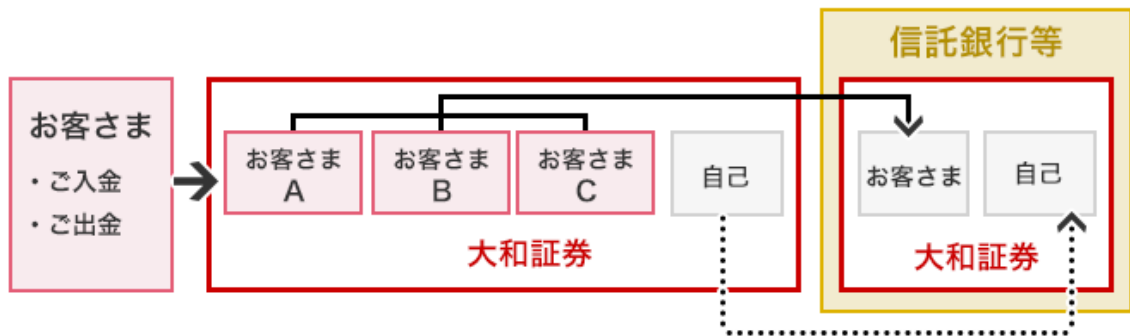 信託銀行等
お客さま
・ご入金
・ご出金
お客さま
A
お客さま
B
お客さま
C
自己
大和証券
お客さま
自己
大和証券